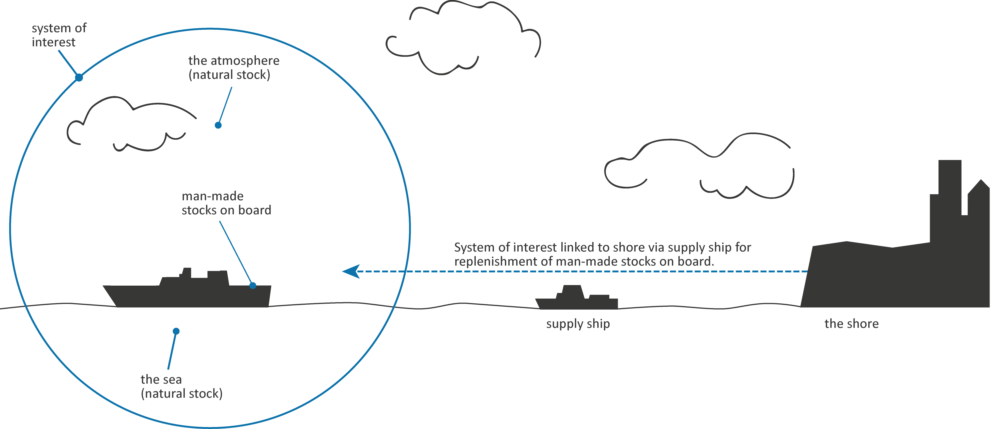 system of
interest
the atmosphere
(natural stock)
man-made
stocks on board
System of interest linked to shore via supply ship for
replenishment of man-made stocks on board.
supply ship
the shore
the sea
(natural stock)